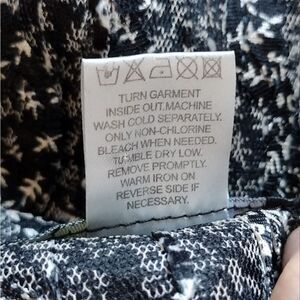 TURN GARMENT
INSIDE OUT.MACHINE
WASH COLD SEPARATELY.
ONLY NON-CHLORINE
BLEACH WHEN NEEDED.
TUMBLE DRY LOW.
REMOVE PROMPTLY.
WARM IRON ON
REVERSE SIDE IF
NECESSARY.